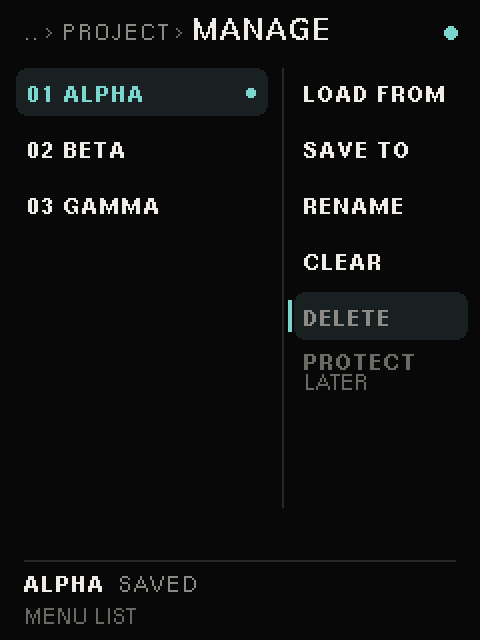 ..› PROJECT› MANAGE
01 ALPHA
02 BETA
03 GAMMA
LOAD FROM
SAVE TO
RENAME
CLEAR
DELETE
PROTECT
LATER
ALPHA SAVED
MENU LIST